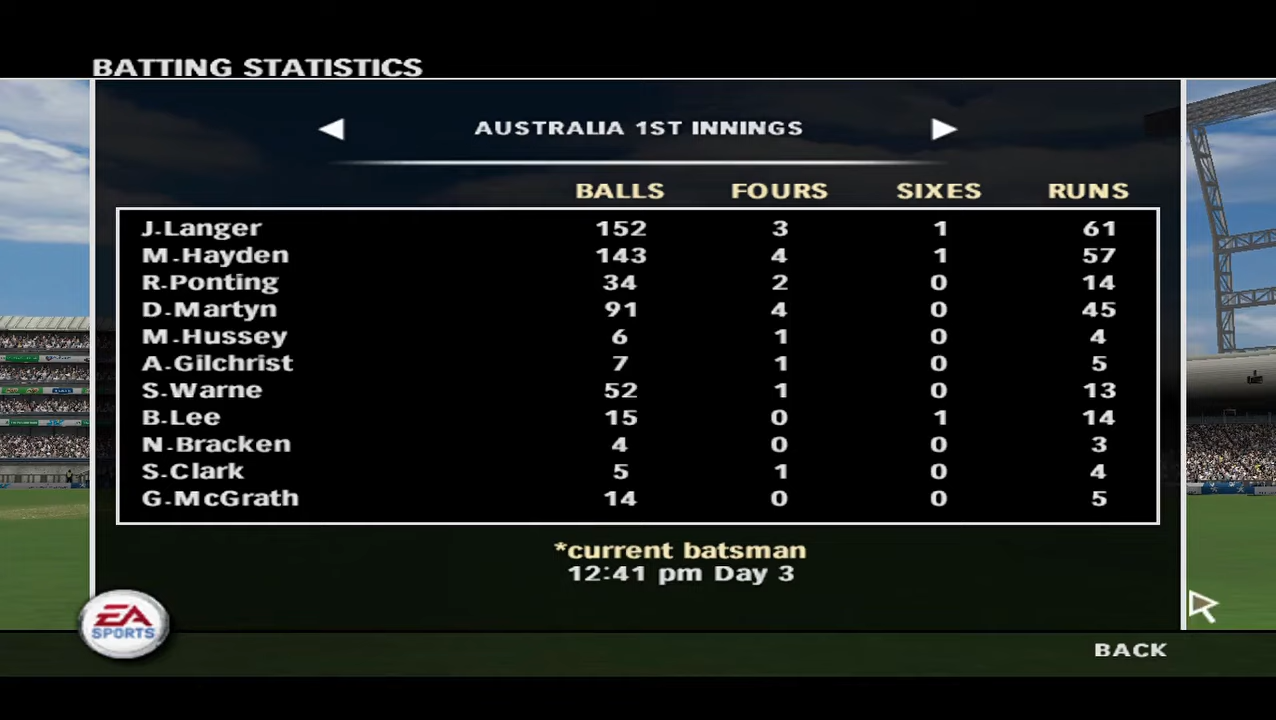 BATTING STATISTICS
AUSTRALIA 1ST INNINGS
BALLS FOURS SIXES RUNS
J.Langer 152 3 1 61
M.Hayden 143 4 1 57
R.Ponting 34 2 0 14
D.Martyn 91 4 0 45
M.Hussey 6 1 0 4
A.Gilchrist 7 1 0 5
S.Warne 52 1 0 13
B.Lee 15 0 1 14
N.Bracken 4 0 0 3
S.Clark 5 1 0 4
G.McGrath 14 0 0 5
*current batsman
12:41 pm Day 3
EA
SPORTS
BACK